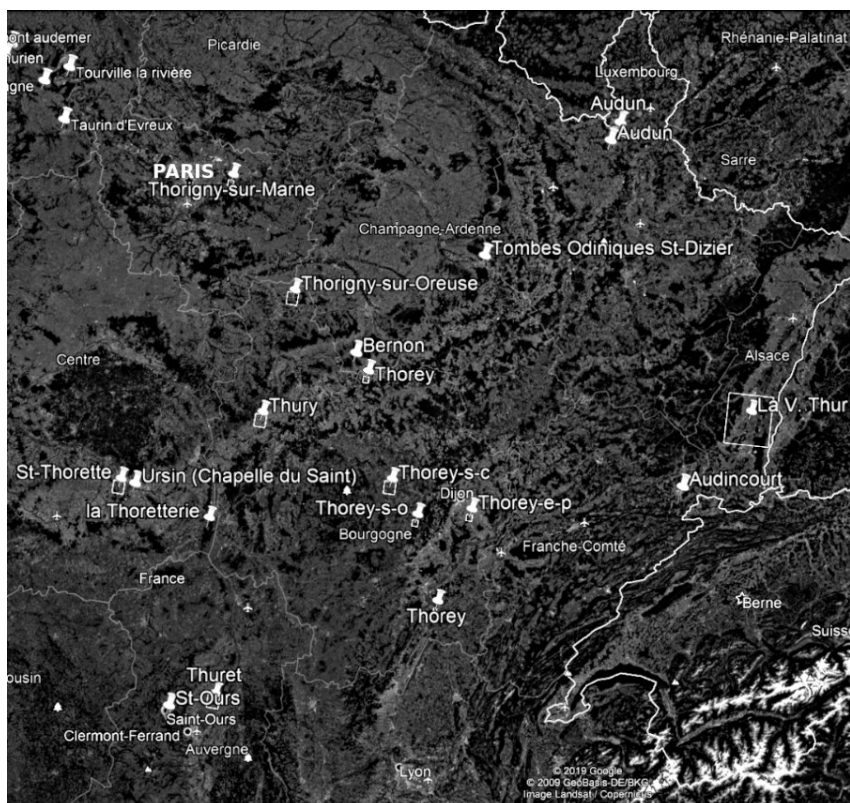 ont audemer
Picardie
Rhénanie-Palatinat
hurien
Tourville la rivière
Luxembourg
agne
Audun
Taurin d'Evreux
Audun
Sarre
PARIS
Thorigny-sur-Marne
Champagne-Ardenne
Tombes Odiniques St-Dizier
Thorigny-sur-Oreuse
Bernon
Centre
Thorey
Alsace
Thury
La V. Thur
St-Thorette
Ursin (Chapelle du Saint)
Thorey-s-c
Audincourt
Dijon
Thorey-e-p
la Thoretterie
Thorey-s-o
Bourgogne
Franche-Comté
France
Thorey
Berne
Suisse
ousin
Thuret
St-Ours
Saint-Ours
Clermont-Ferrand
Auvergne
Lyon
© 2019 Google
© 2009 GeoBasis-DE/BKG
Image Landsat / Copernicus